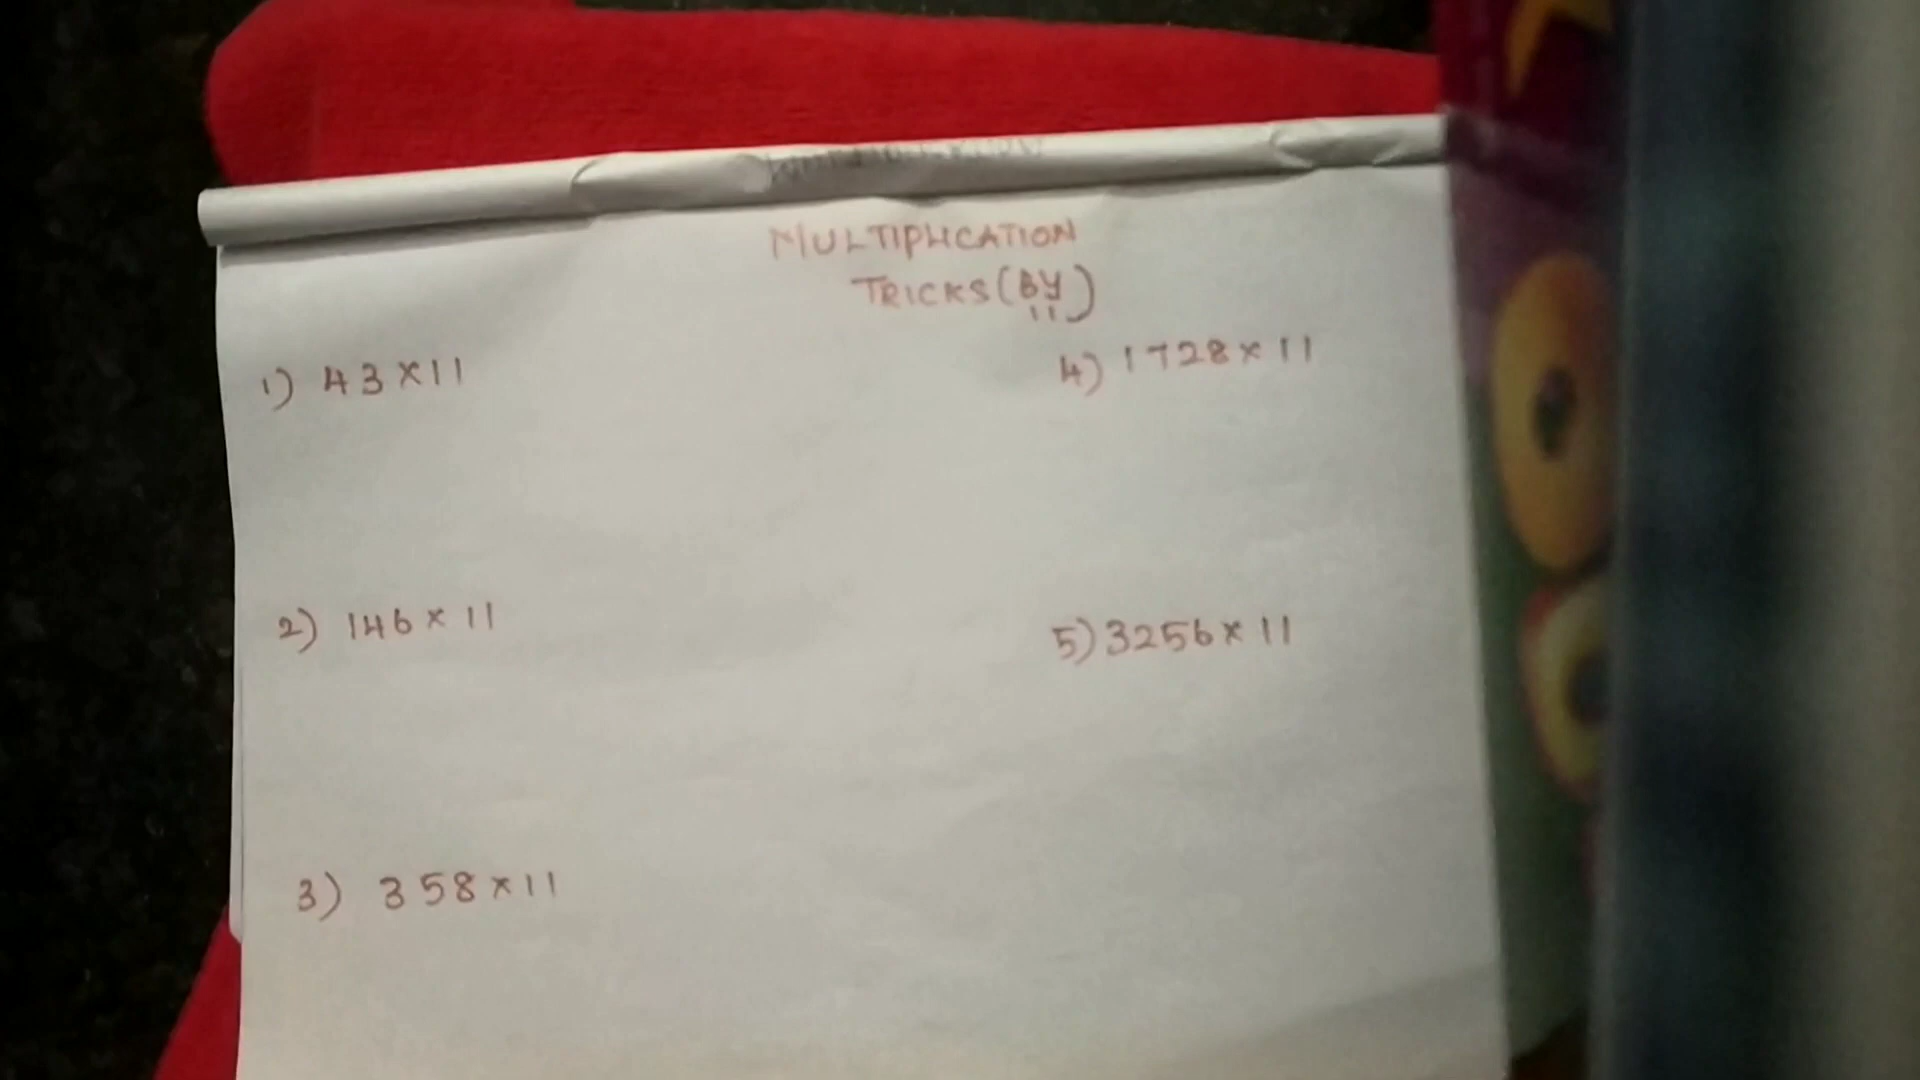 MULTIPLICATION
TRICKS (BY
11)
1) 43 x 11
2) 146 x 11
3) 358 x 11
4) 1728 x 11
5) 3256 x 11